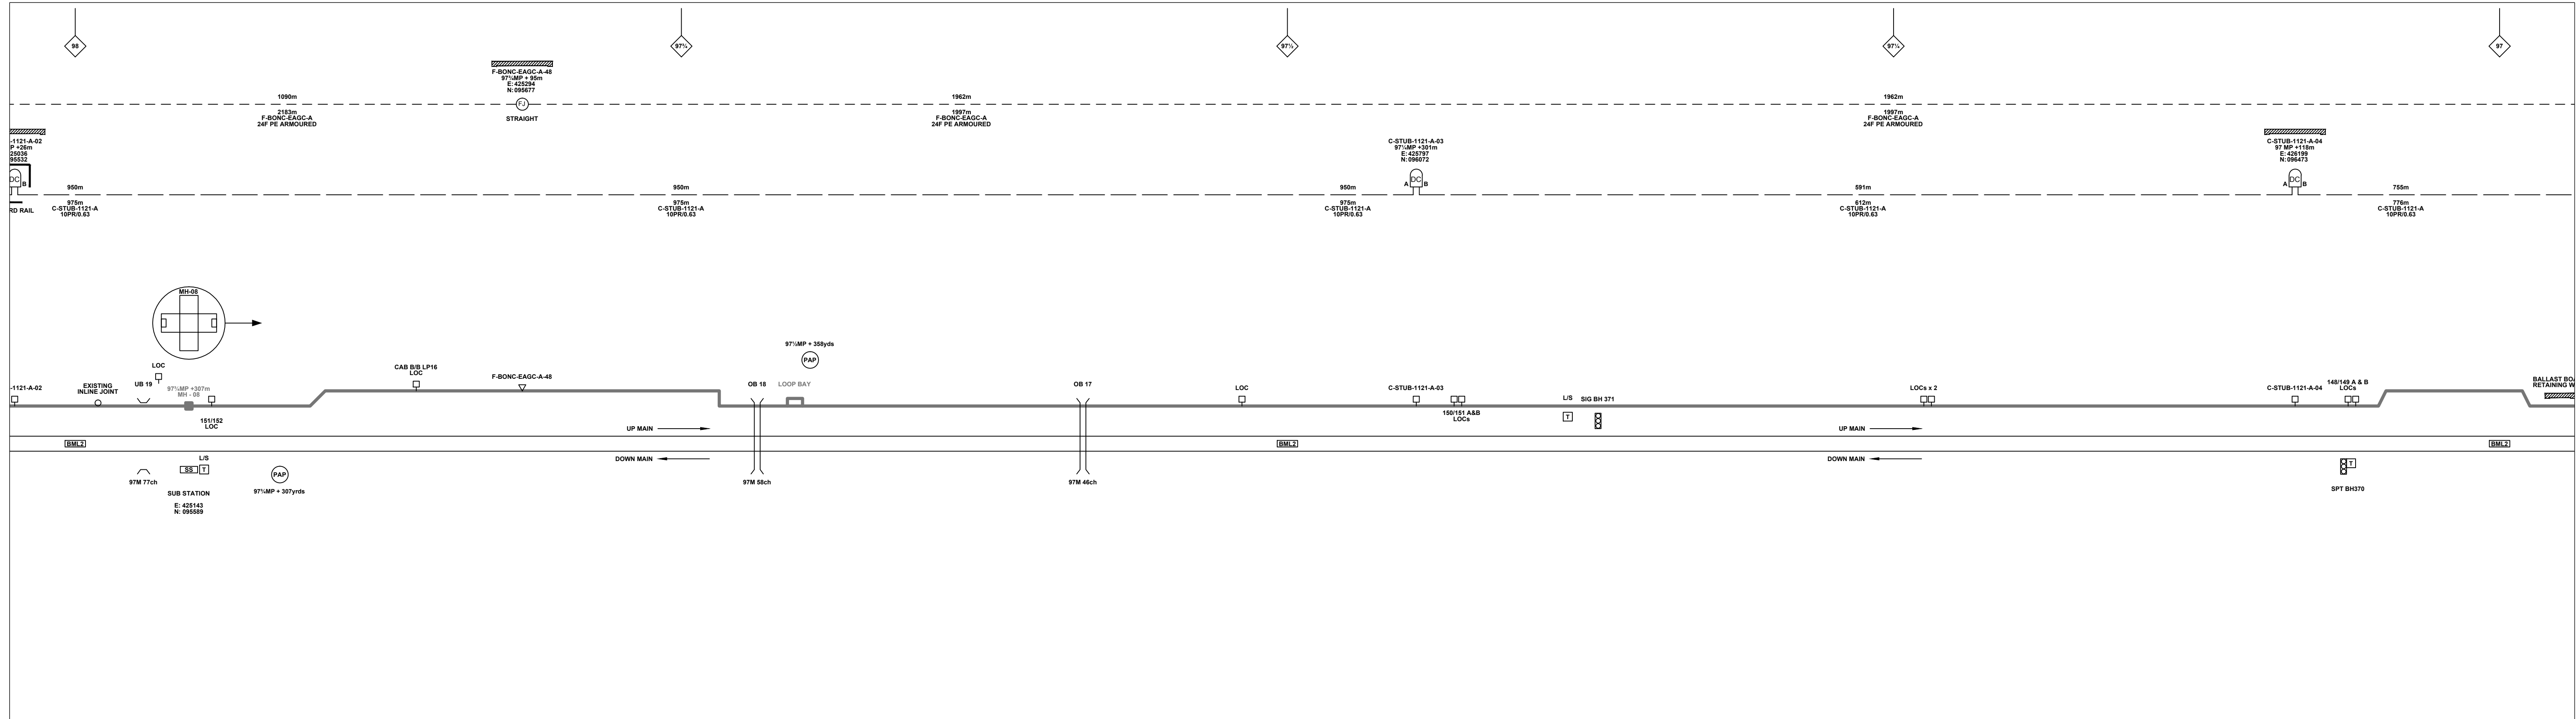 98
97¾
97½
97¼
97
F-BONC-EAGC-A-48
97¾MP + 95m
E: 425294
N: 095677
FJ
STRAIGHT
1090m
2183m
F-BONC-EAGC-A
24F PE ARMOURED
1962m
1997m
F-BONC-EAGC-A
24F PE ARMOURED
1962m
1997m
F-BONC-EAGC-A
24F PE ARMOURED
-1121-A-02
P +26m
25036
95532
DC
B
RD RAIL
950m
975m
C-STUB-1121-A
10PR/0.63
950m
975m
C-STUB-1121-A
10PR/0.63
950m
975m
C-STUB-1121-A
10PR/0.63
C-STUB-1121-A-03
97¼MP +301m
E: 425797
N: 096072
A
DC
B
591m
612m
C-STUB-1121-A
10PR/0.63
C-STUB-1121-A-04
97 MP +118m
E: 426199
N: 096473
A
DC
B
755m
776m
C-STUB-1121-A
10PR/0.63
MH-08
-1121-A-02
EXISTING
INLINE JOINT
UB 19
LOC
97¾MP +307m
MH - 08
151/152
LOC
CAB B/B LP16
LOC
F-BONC-EAGC-A-48
OB 18
LOOP BAY
97½MP + 358yds
PAP
OB 17
LOC
C-STUB-1121-A-03
150/151 A&B
LOCs
L/S
T
SIG BH 371
LOCs x 2
C-STUB-1121-A-04
148/149 A & B
LOCs
BALLAST BOA
RETAINING W
UP MAIN
UP MAIN
BML2
BML2
BML2
DOWN MAIN
DOWN MAIN
97M 77ch
L/S
SS
T
SUB STATION
E: 425143
N: 095589
PAP
97¾MP + 307yrds
97M 58ch
97M 46ch
T
SPT BH370